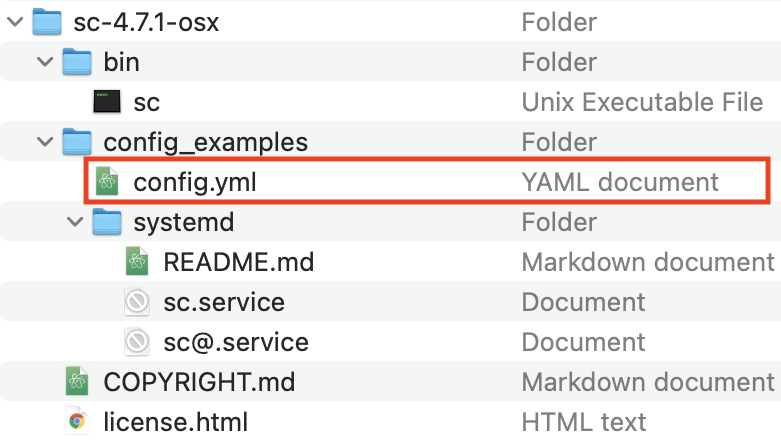 sc-4.7.1-osx Folder
bin Folder
sc Unix Executable File
config_examples Folder
config.yml YAML document
systemd Folder
README.md Markdown document
sc.service Document
sc@.service Document
COPYRIGHT.md Markdown document
license.html HTML text